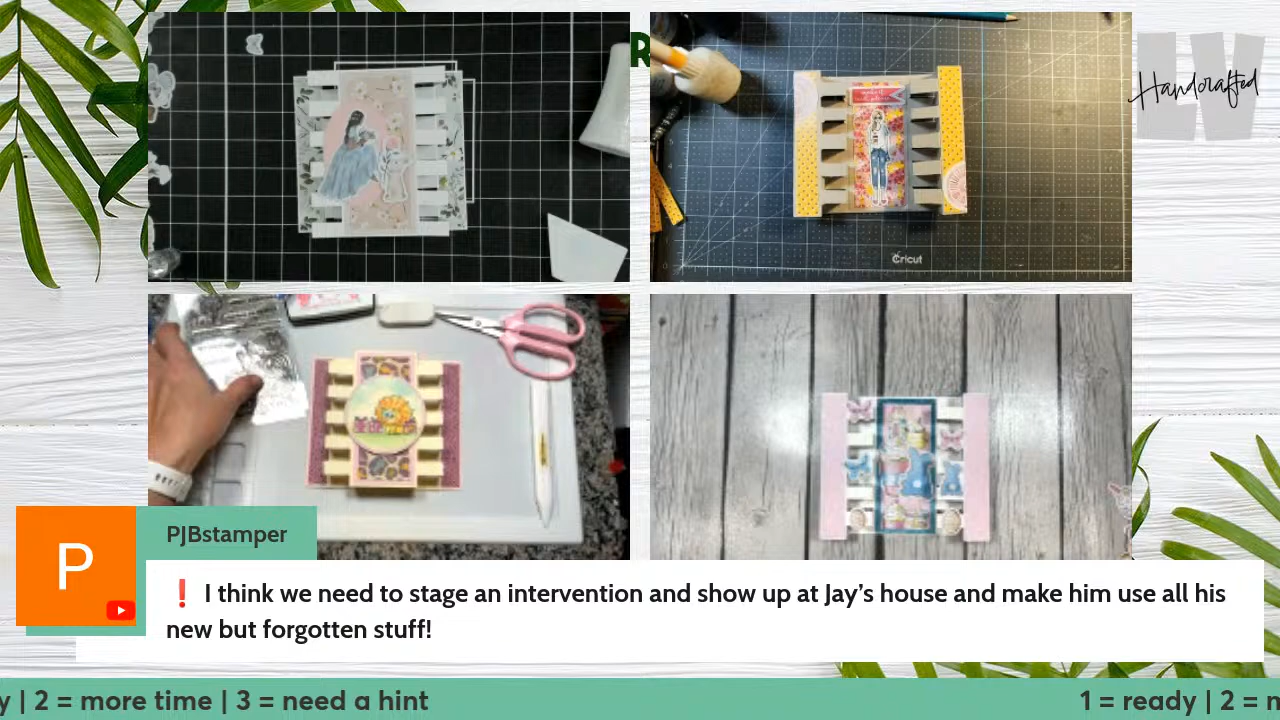 R
Handcrafted
cricut
PJBstamper
P
❗ I think we need to stage an intervention and show up at Jay’s house and make him use all his
new but forgotten stuff!
y | 2 = more time | 3 = need a hint
1 = ready | 2 = m